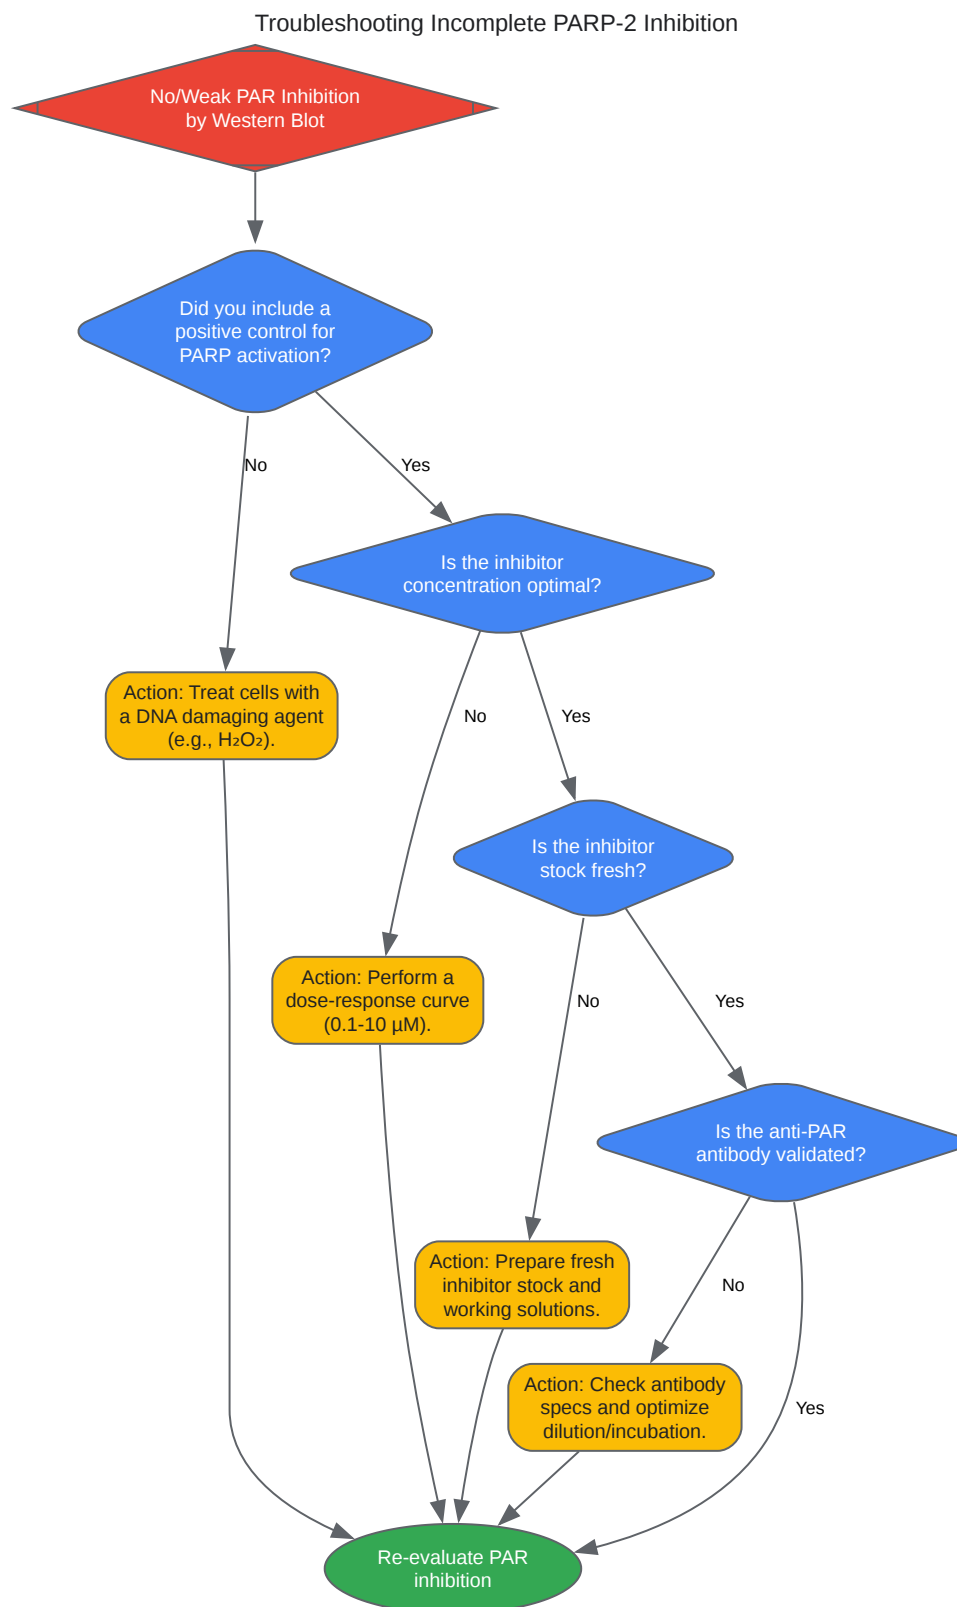 Troubleshooting Incomplete PARP-2 Inhibition
No/Weak PAR Inhibition
by Western Blot
Did you include a
positive control for
PARP activation?
No
Yes
Is the inhibitor
concentration optimal?
Action: Treat cells with
a DNA damaging agent
(e.g., H₂O₂).
No
Yes
Is the inhibitor
stock fresh?
Action: Perform a
dose-response curve
(0.1-10 µM).
No
Yes
Is the anti-PAR
antibody validated?
Action: Prepare fresh
inhibitor stock and
working solutions.
No
Action: Check antibody
specs and optimize
dilution/incubation.
Yes
Re-evaluate PAR
inhibition